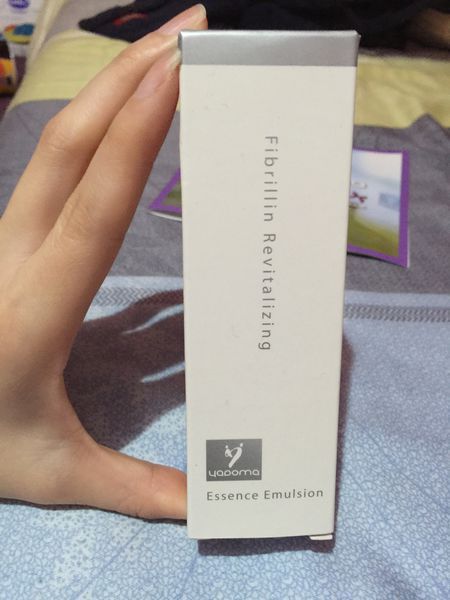 Fibrillin Revitalizing
yapoma
Essence Emulsion